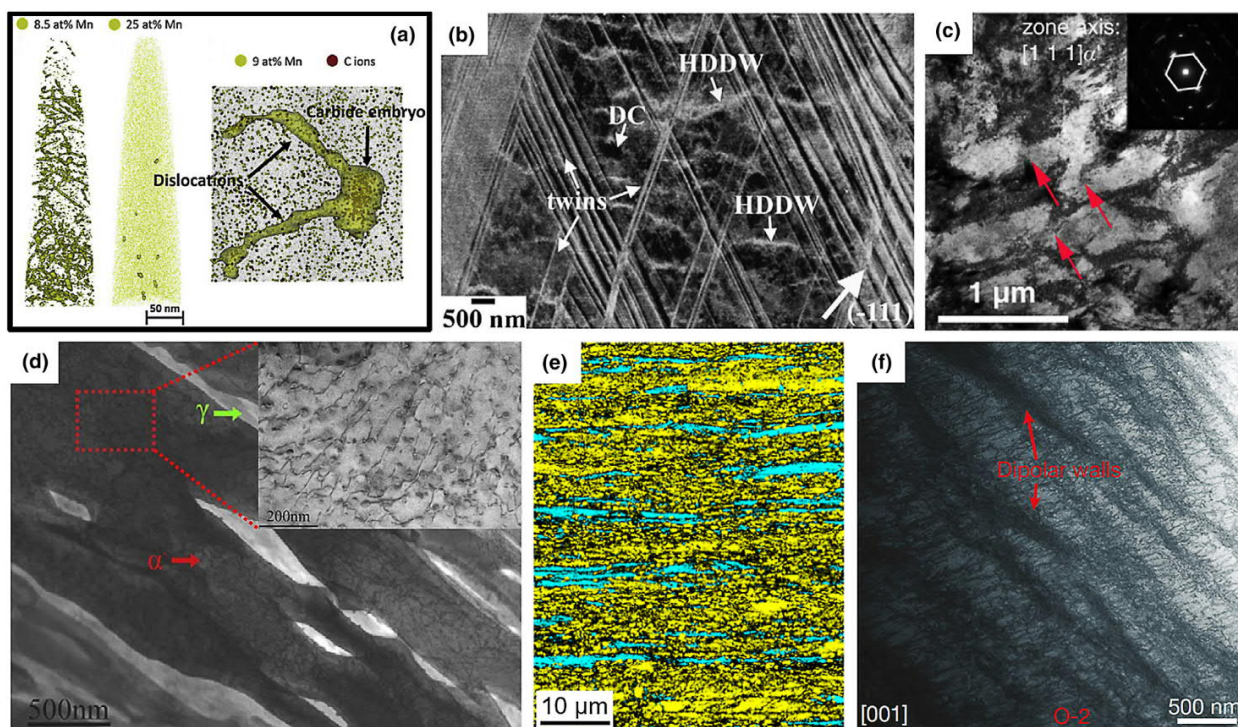 8.5 at% Mn
25 at% Mn
(a)
9 at% Mn
C ions
Carbide embryo
Dislocations
50 nm
(b)
HDDW
DC
twins
HDDW
500 nm
(-111)
(c)
zone axis:
[1 1 1]α'
1 µm
(d)
γ
200nm
α
500nm
(e)
10 µm
(f)
Dipolar walls
[001]
O-2
500 nm